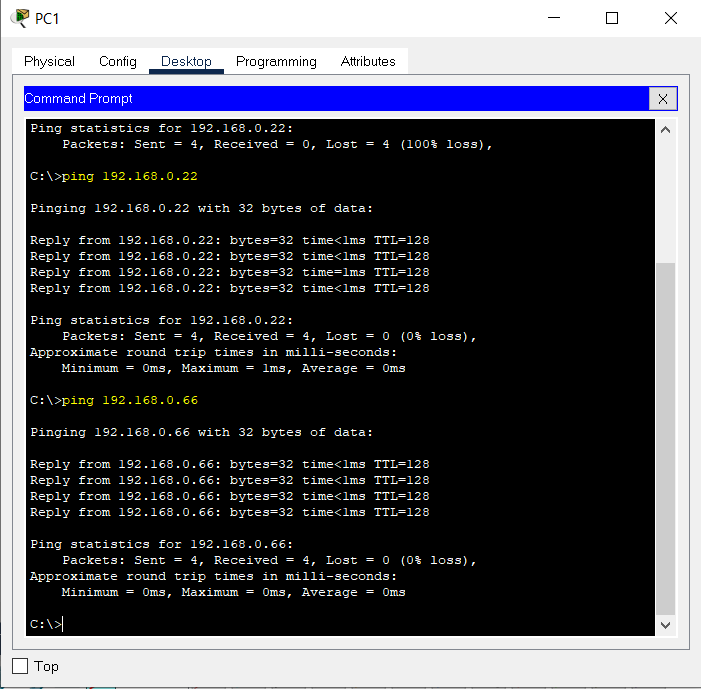 PC1
Physical Config Desktop Programming Attributes
Command Prompt
X
Ping statistics for 192.168.0.22:
    Packets: Sent = 4, Received = 0, Lost = 4 (100% loss),
C:\>ping 192.168.0.22
Pinging 192.168.0.22 with 32 bytes of data:
Reply from 192.168.0.22: bytes=32 time<1ms TTL=128
Reply from 192.168.0.22: bytes=32 time<1ms TTL=128
Reply from 192.168.0.22: bytes=32 time=1ms TTL=128
Reply from 192.168.0.22: bytes=32 time<1ms TTL=128
Ping statistics for 192.168.0.22:
    Packets: Sent = 4, Received = 4, Lost = 0 (0% loss),
Approximate round trip times in milli-seconds:
    Minimum = 0ms, Maximum = 1ms, Average = 0ms
C:\>ping 192.168.0.66
Pinging 192.168.0.66 with 32 bytes of data:
Reply from 192.168.0.66: bytes=32 time<1ms TTL=128
Reply from 192.168.0.66: bytes=32 time<1ms TTL=128
Reply from 192.168.0.66: bytes=32 time<1ms TTL=128
Reply from 192.168.0.66: bytes=32 time<1ms TTL=128
Ping statistics for 192.168.0.66:
    Packets: Sent = 4, Received = 4, Lost = 0 (0% loss),
Approximate round trip times in milli-seconds:
    Minimum = 0ms, Maximum = 0ms, Average = 0ms
C:\>
Top